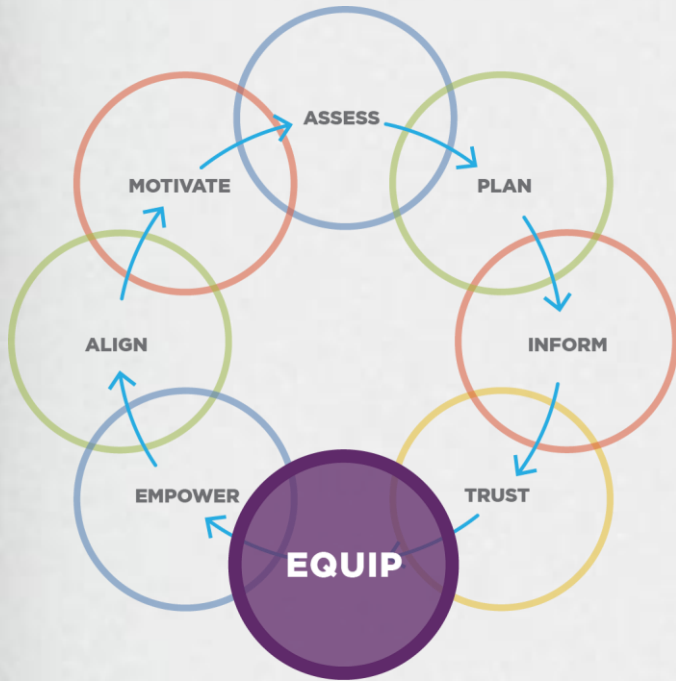 ASSESS
PLAN
INFORM
TRUST
EQUIP
EMPOWER
ALIGN
MOTIVATE